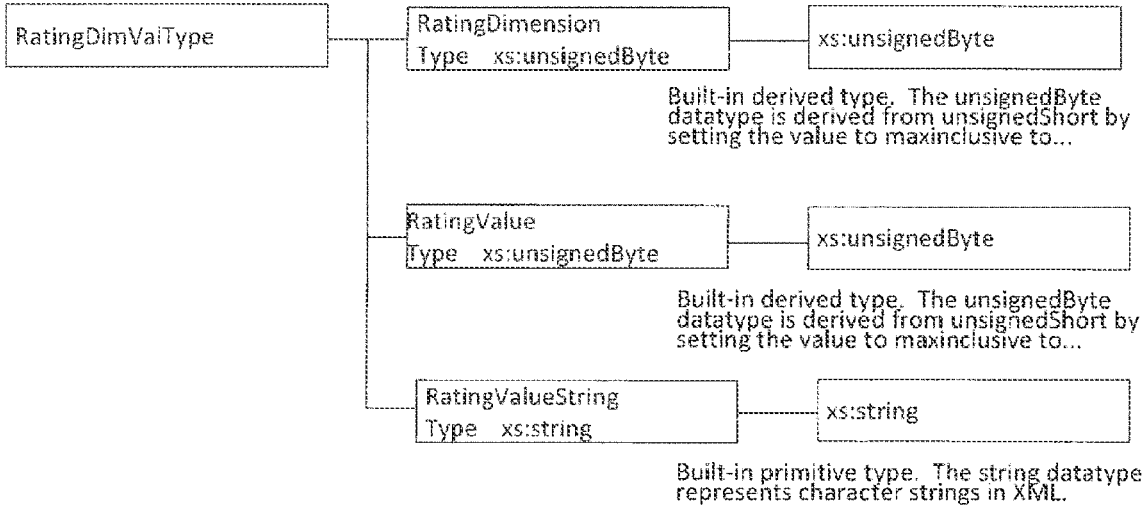 RatingDimValType
RatingDimension
Type xs:unsignedByte
xs:unsignedByte
Built-in derived type. The unsignedByte
datatype is derived from unsignedShort by
setting the value to maxinclusive to...
RatingValue
Type xs:unsignedByte
xs:unsignedByte
Built-in derived type. The unsignedByte
datatype is derived from unsignedShort by
setting the value to maxinclusive to...
RatingValueString
Type xs:string
xs:string
Built-in primitive type. The string datatype
represents character strings in XML.